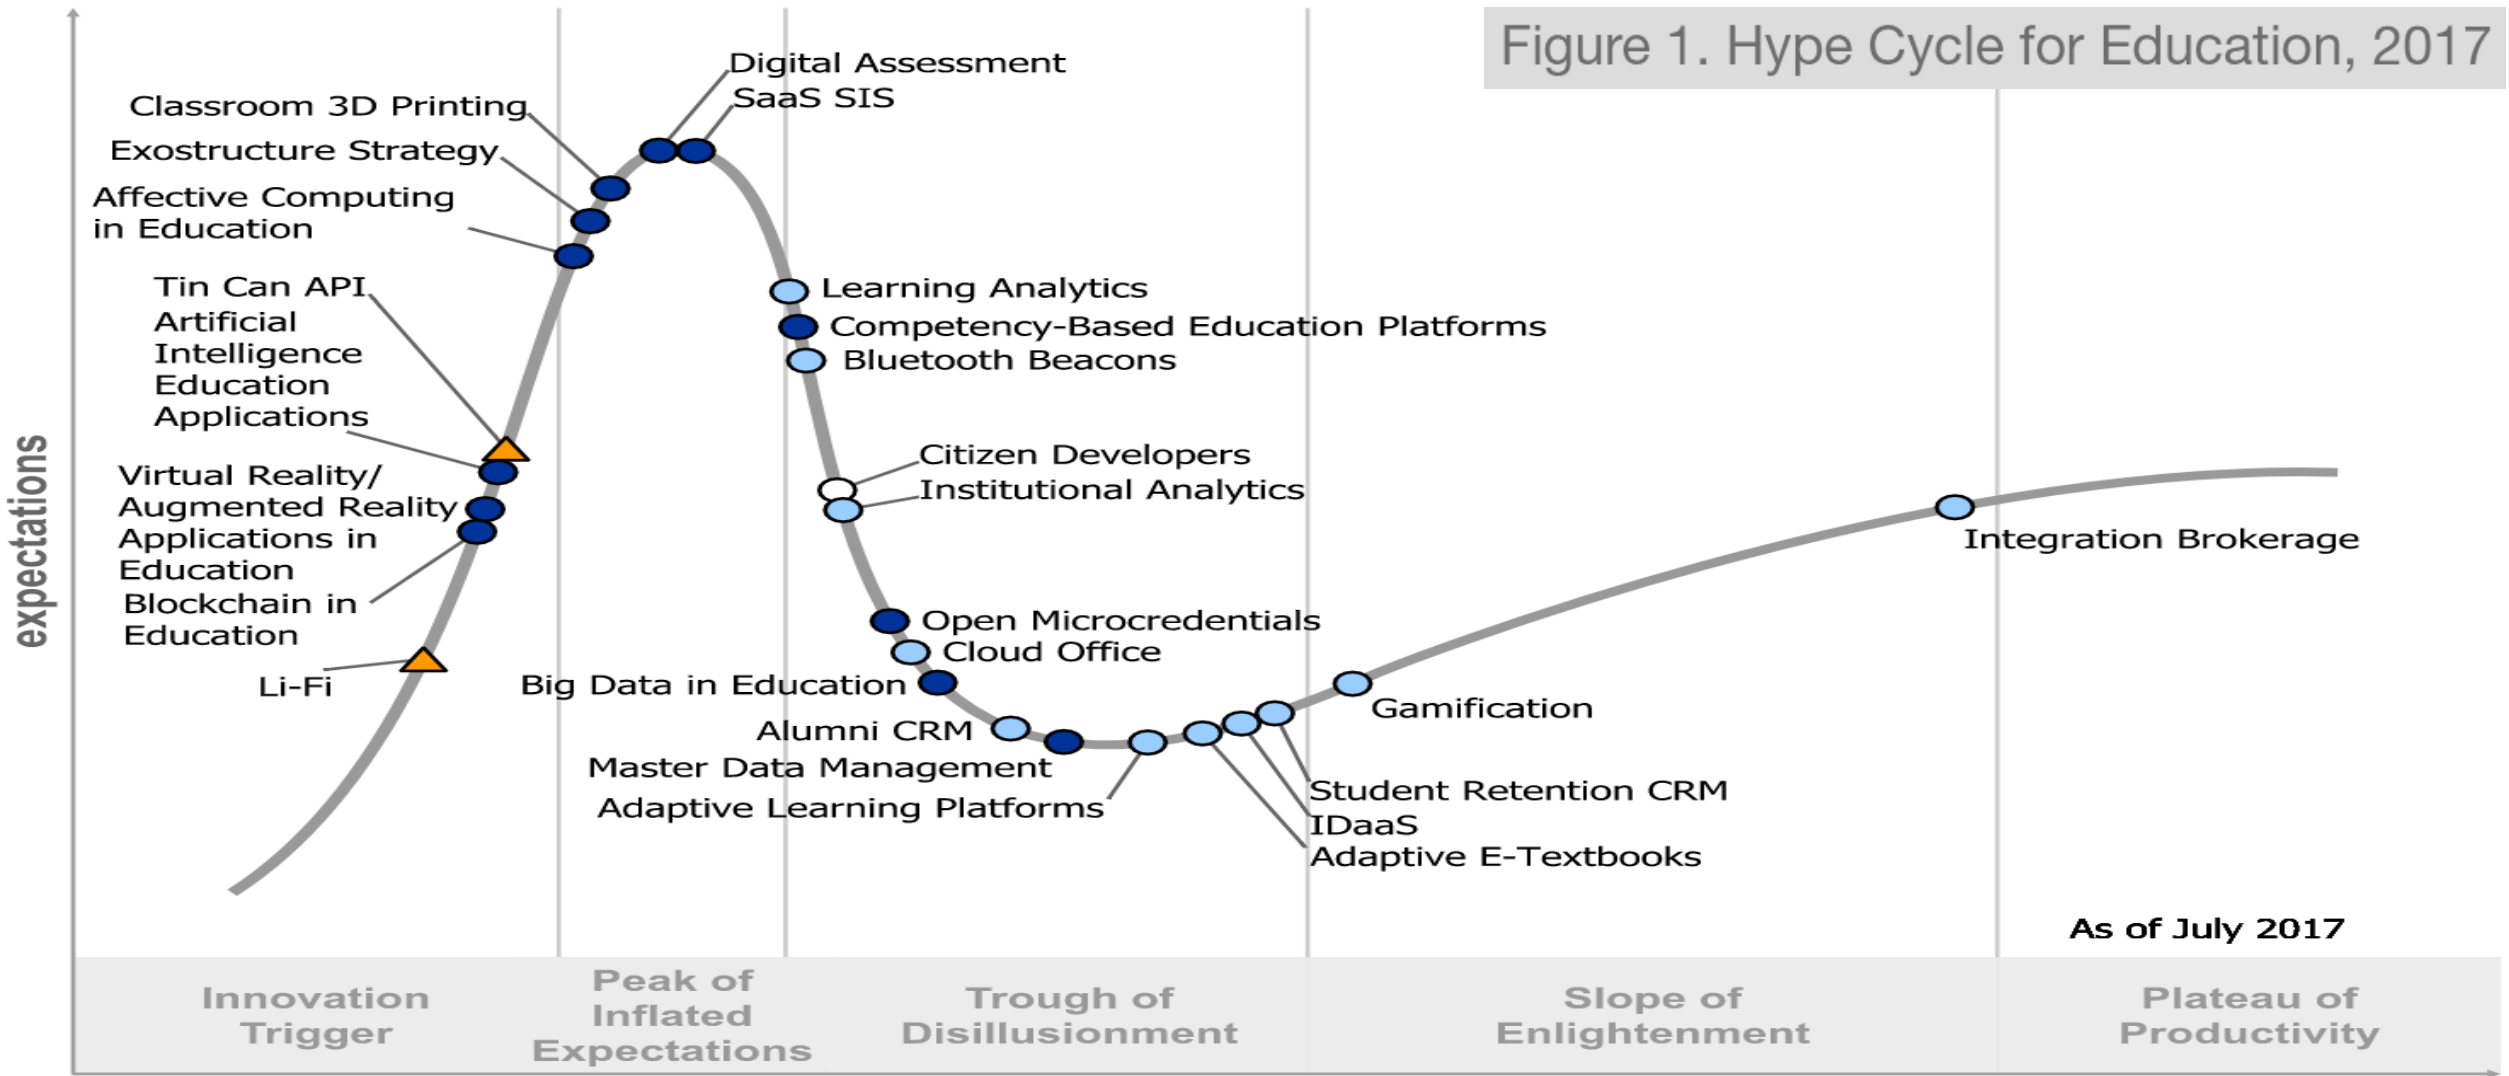 Figure 1. Hype Cycle for Education, 2017
Digital Assessment
SaaS SIS
Classroom 3D Printing
Exostructure Strategy
Affective Computing
in Education
Tin Can API
Artificial
Intelligence
Education
Applications
Virtual Reality/
Augmented Reality
Applications in
Education
Blockchain in
Education
Li-Fi
expectations
Learning Analytics
Competency-Based Education Platforms
Bluetooth Beacons
Citizen Developers
Institutional Analytics
Open Microcredentials
Cloud Office
Big Data in Education
Alumni CRM
Master Data Management
Adaptive Learning Platforms
Student Retention CRM
IDaaS
Adaptive E-Textbooks
Gamification
Integration Brokerage
As of July 2017
Innovation
Trigger
Peak of
Inflated
Expectations
Trough of
Disillusionment
Slope of
Enlightenment
Plateau of
Productivity